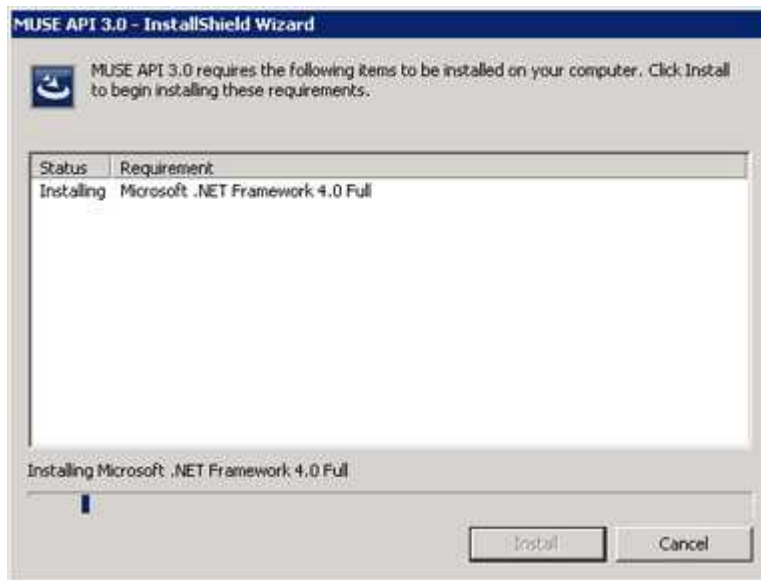 MUSE API 3.0 - InstallShield Wizard
MUSE API 3.0 requires the following items to be installed on your computer. Click Install
to begin installing these requirements.
Status Requirement
Installing Microsoft .NET Framework 4.0 Full
Installing Microsoft .NET Framework 4.0 Full
Install Cancel